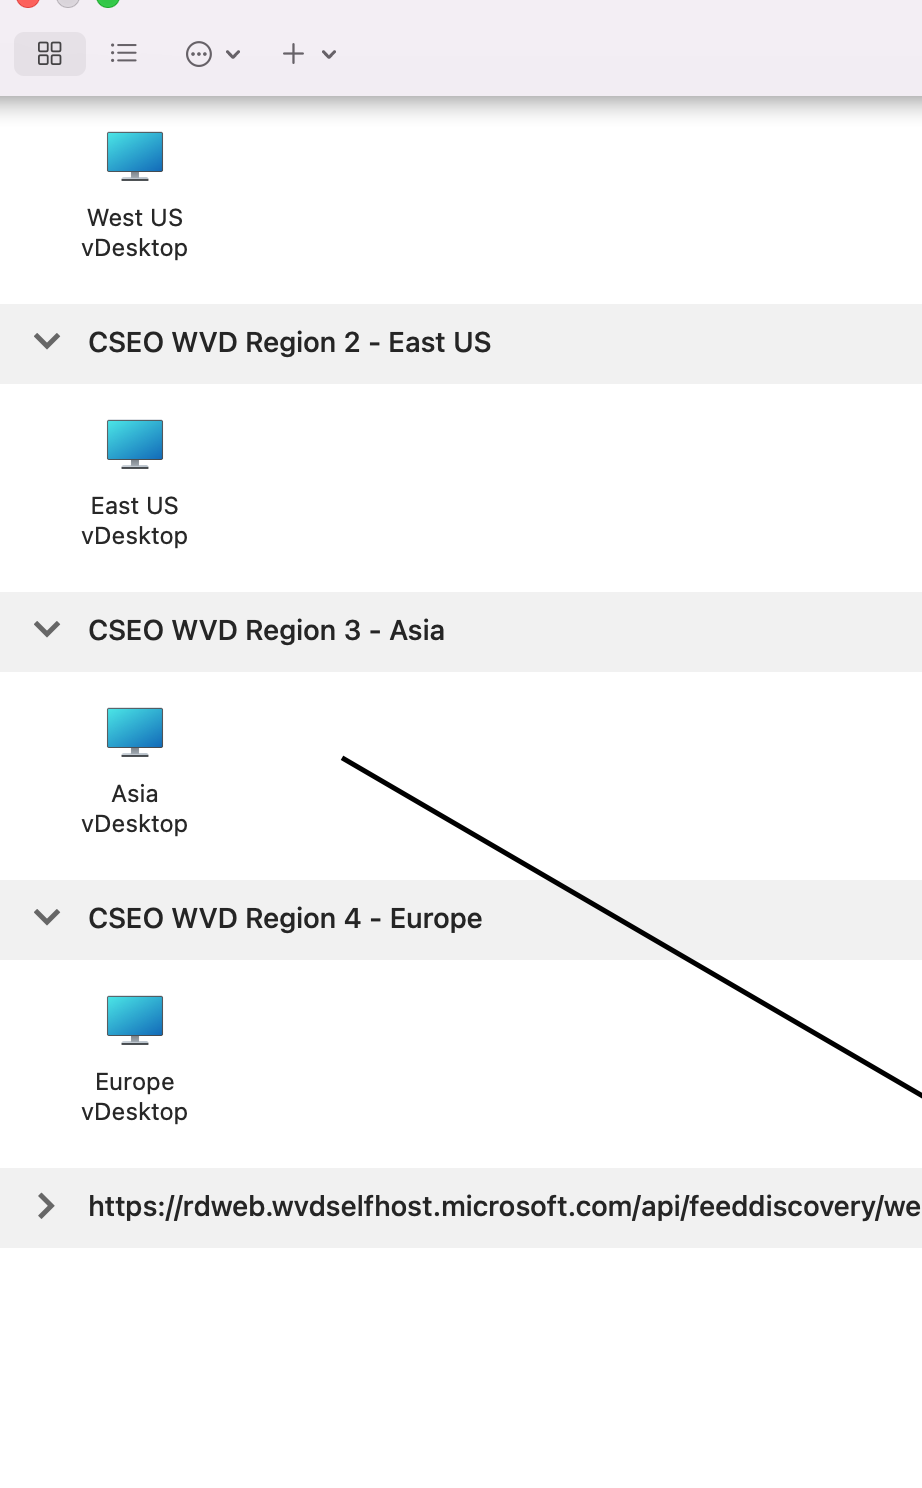 West US
vDesktop
CSEO WVD Region 2 - East US
East US
vDesktop
CSEO WVD Region 3 - Asia
Asia
vDesktop
CSEO WVD Region 4 - Europe
Europe
vDesktop
https://rdweb.wvdselfhost.microsoft.com/api/feeddiscovery/we